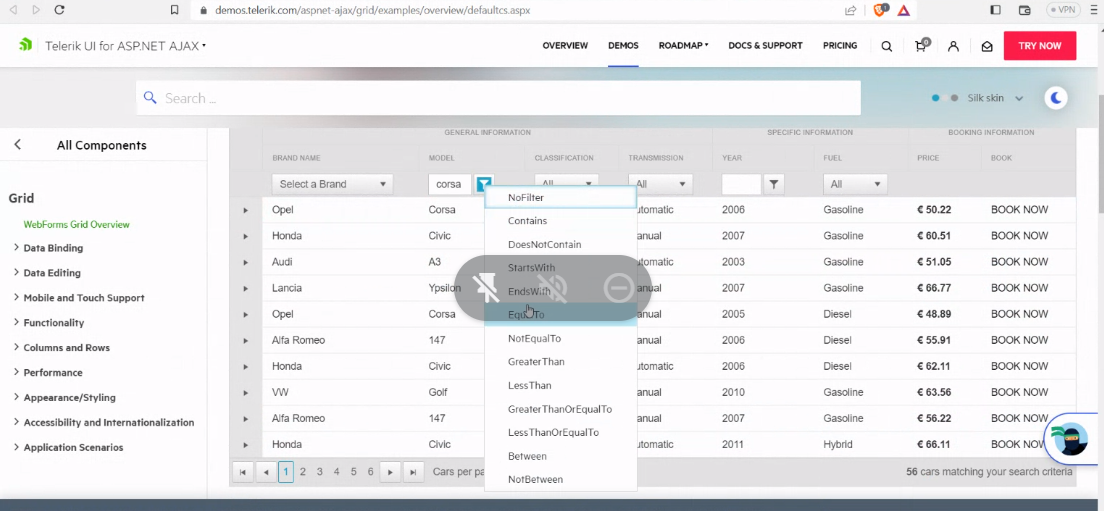 demos.telerik.com/aspnet-ajax/grid/examples/overview/defaultcs.aspx
1
VPN
Telerik UI for ASP.NET AJAX
OVERVIEW DEMOS ROADMAP DOCS & SUPPORT PRICING 0 TRY NOW
Search ...
Silk skin
All Components
Grid
WebForms Grid Overview
Data Binding
Data Editing
Mobile and Touch Support
Functionality
Columns and Rows
Performance
Appearance/Styling
Accessibility and Internationalization
Application Scenarios
GENERAL INFORMATION SPECIFIC INFORMATION BOOKING INFORMATION
BRAND NAME MODEL CLASSIFICATION TRANSMISSION YEAR FUEL PRICE BOOK
Select a Brand corsa All All All
Opel Corsa utomatic 2006 Gasoline € 50.22 BOOK NOW
Honda Civic anual 2007 Gasoline € 60.51 BOOK NOW
Audi A3 utomatic 2003 Gasoline € 51.05 BOOK NOW
Lancia Ypsilon anual 2007 Gasoline € 66.77 BOOK NOW
Opel Corsa anual 2005 Diesel € 48.89 BOOK NOW
Alfa Romeo 147 utomatic 2006 Diesel € 55.91 BOOK NOW
Honda Civic anual 2006 Diesel € 62.11 BOOK NOW
VW Golf anual 2010 Gasoline € 63.56 BOOK NOW
Alfa Romeo 147 anual 2007 Gasoline € 56.22 BOOK NOW
Honda Civic utomatic 2011 Hybrid € 66.11 BOOK NOW
NoFilter
Contains
DoesNotContain
StartsWith
EndsWith
EqualTo
NotEqualTo
GreaterThan
LessThan
GreaterThanOrEqualTo
LessThanOrEqualTo
Between
NotBetween
1 2 3 4 5 6 Cars per pa
56 cars matching your search criteria